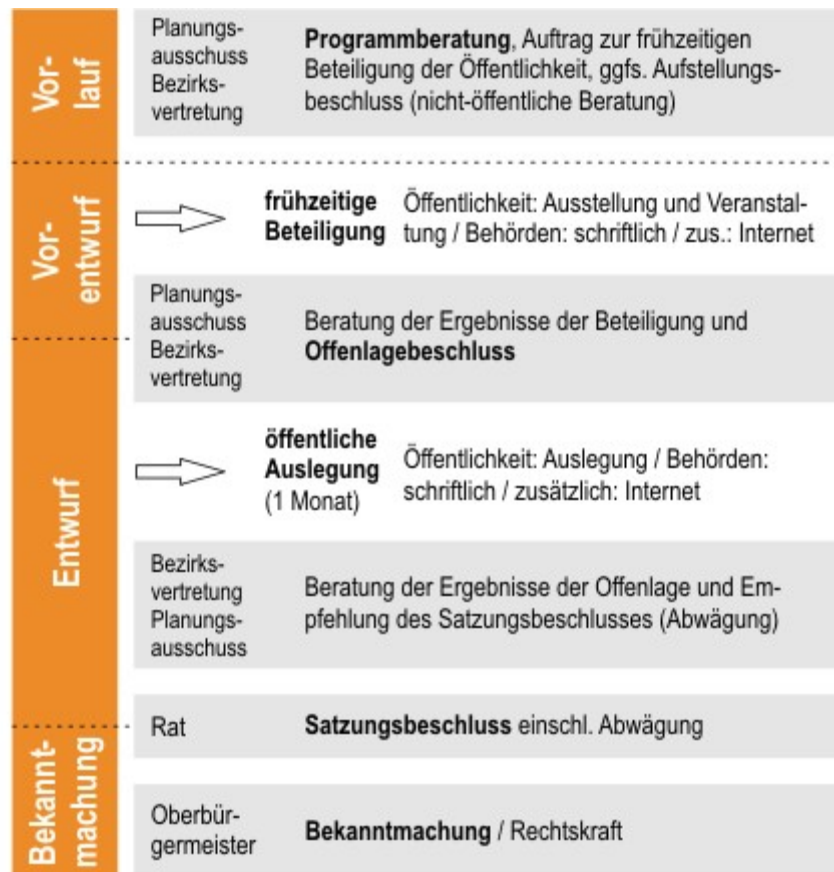 Vor-
lauf
Planungs-
ausschuss
Bezirks-
vertretung
Programmberatung, Auftrag zur frühzeitigen
Beteiligung der Öffentlichkeit, ggfs. Aufstellungs-
beschluss (nicht-öffentliche Beratung)
Vor-
entwurf
frühzeitige
Beteiligung
Öffentlichkeit: Ausstellung und Veranstal-
tung / Behörden: schriftlich / zus.: Internet
Planungs-
ausschuss
Bezirks-
vertretung
Beratung der Ergebnisse der Beteiligung und
Offenlagebeschluss
Entwurf
öffentliche
Auslegung
(1 Monat)
Öffentlichkeit: Auslegung / Behörden:
schriftlich / zusätzlich: Internet
Bezirks-
vertretung
Planungs-
ausschuss
Beratung der Ergebnisse der Offenlage und Em-
pfehlung des Satzungsbeschlusses (Abwägung)
Rat
Satzungsbeschluss einschl. Abwägung
Bekannt-
machung
Oberbür-
germeister
Bekanntmachung / Rechtskraft